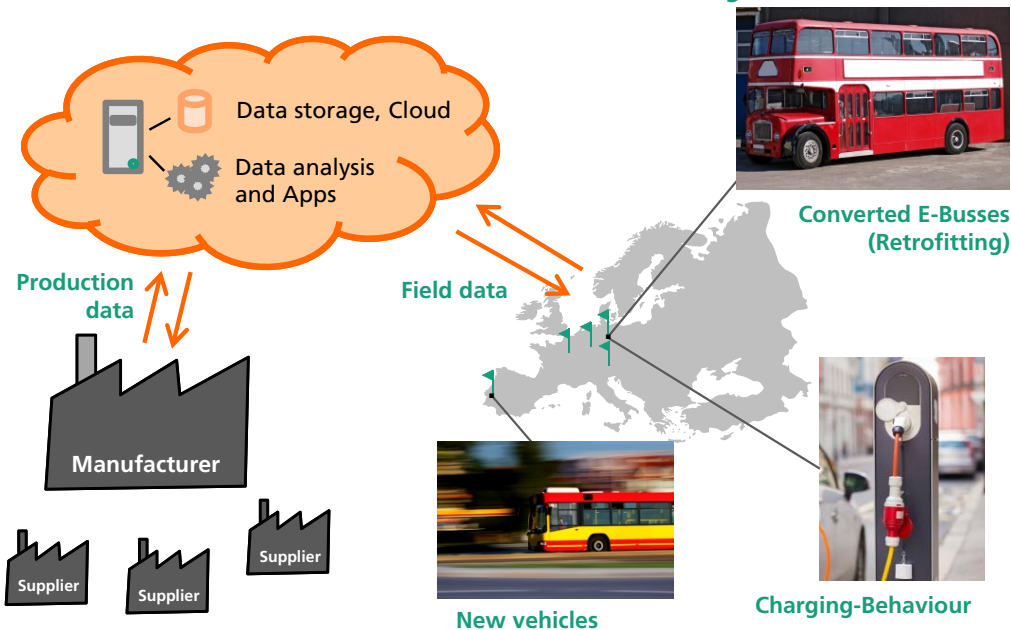 Data storage, Cloud
Data analysis
and Apps
Converted E-Busses
(Retrofitting)
Production
data
Field data
Manufacturer
Supplier
Supplier
Supplier
New vehicles
Charging-Behaviour